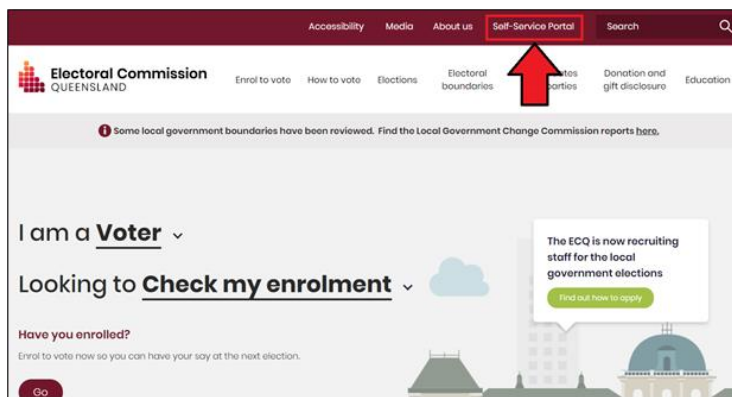 Accessibility Media About us Self-Service Portal Search
Electoral Commission
QUEENSLAND
Enrol to vote How to vote Elections Electoral boundaries Donation and gift disclosure Education
Some local government boundaries have been reviewed. Find the Local Government Change Commission reports here.
I am a Voter
Looking to Check my enrolment
Have you enrolled?
Enrol to vote now so you can have your say at the next election.
Go
The ECQ is now recruiting
staff for the local
government elections
Find out how to apply